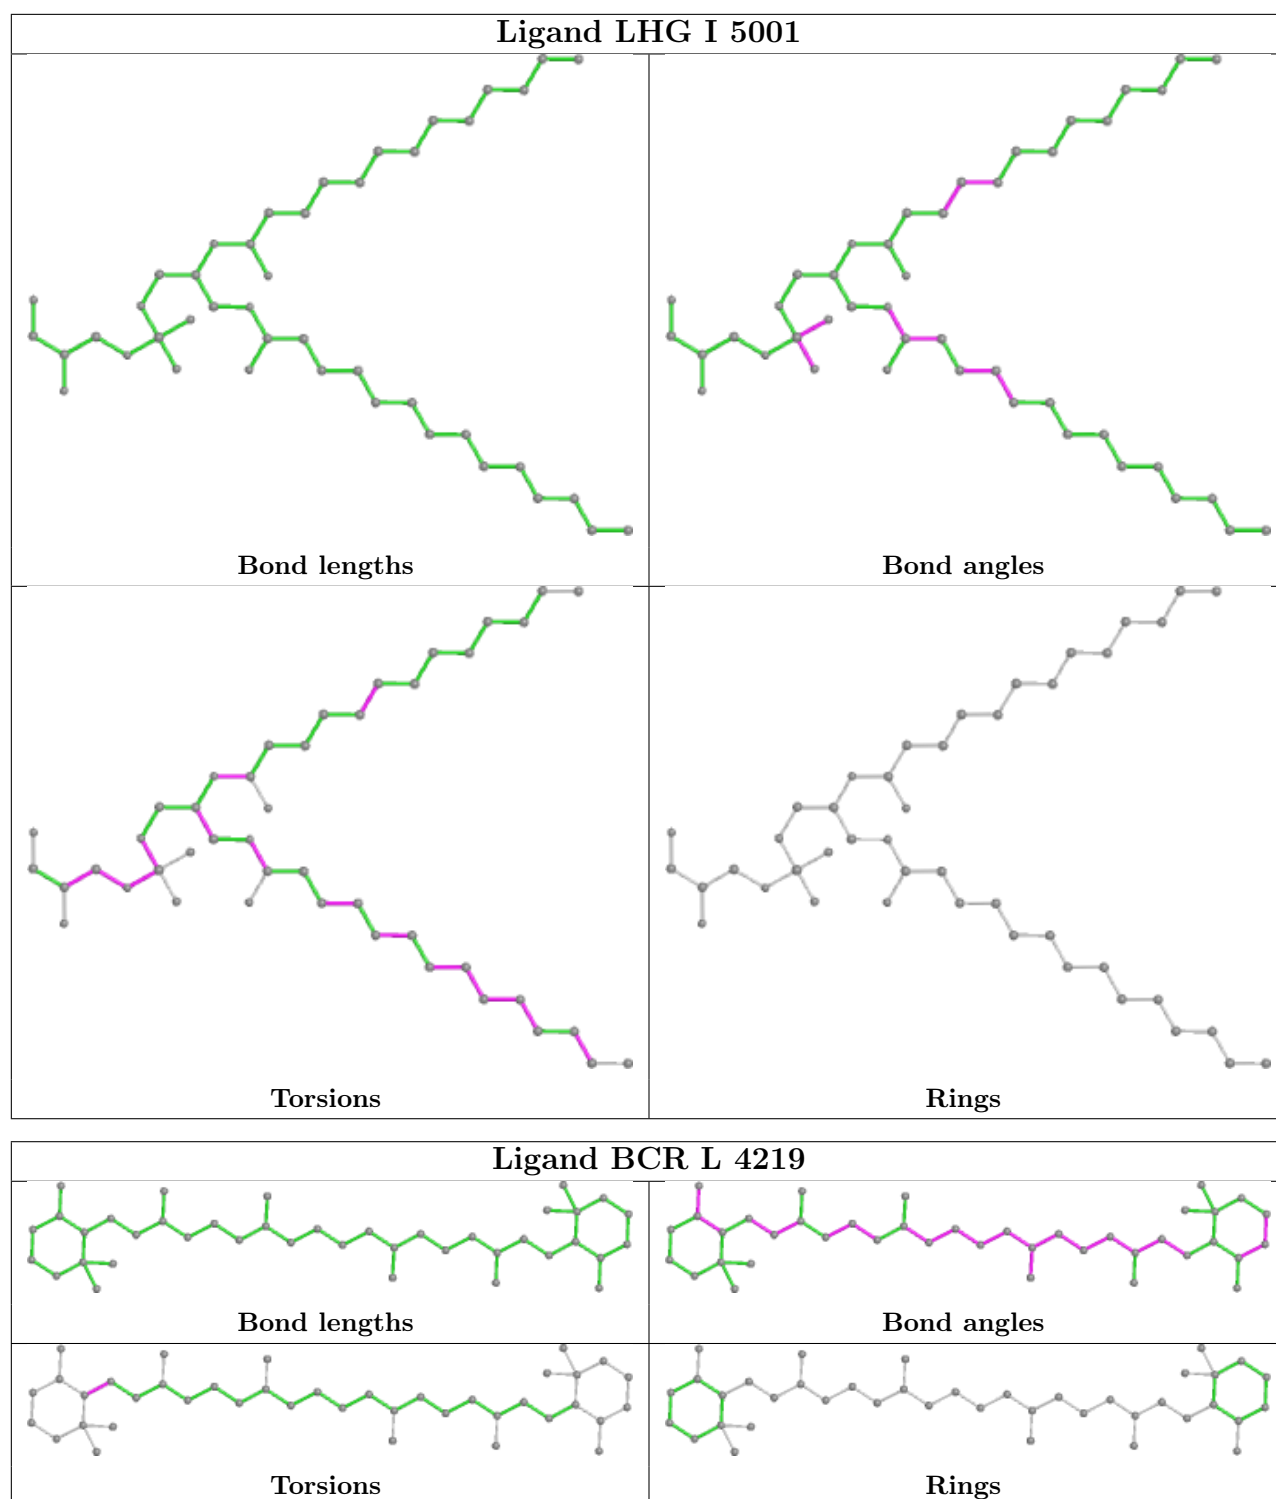 Ligand LHG I 5001
Bond lengths
Bond angles
Torsions
Rings
Ligand BCR L 4219
Bond lengths
Bond angles
Torsions
Rings